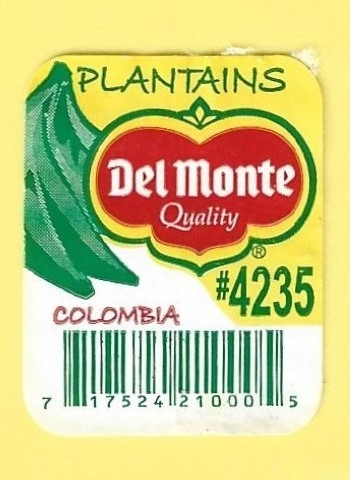 PLANTAINS
Del Monte
Quality
®
#4235
COLOMBIA
7 17524 21000 5